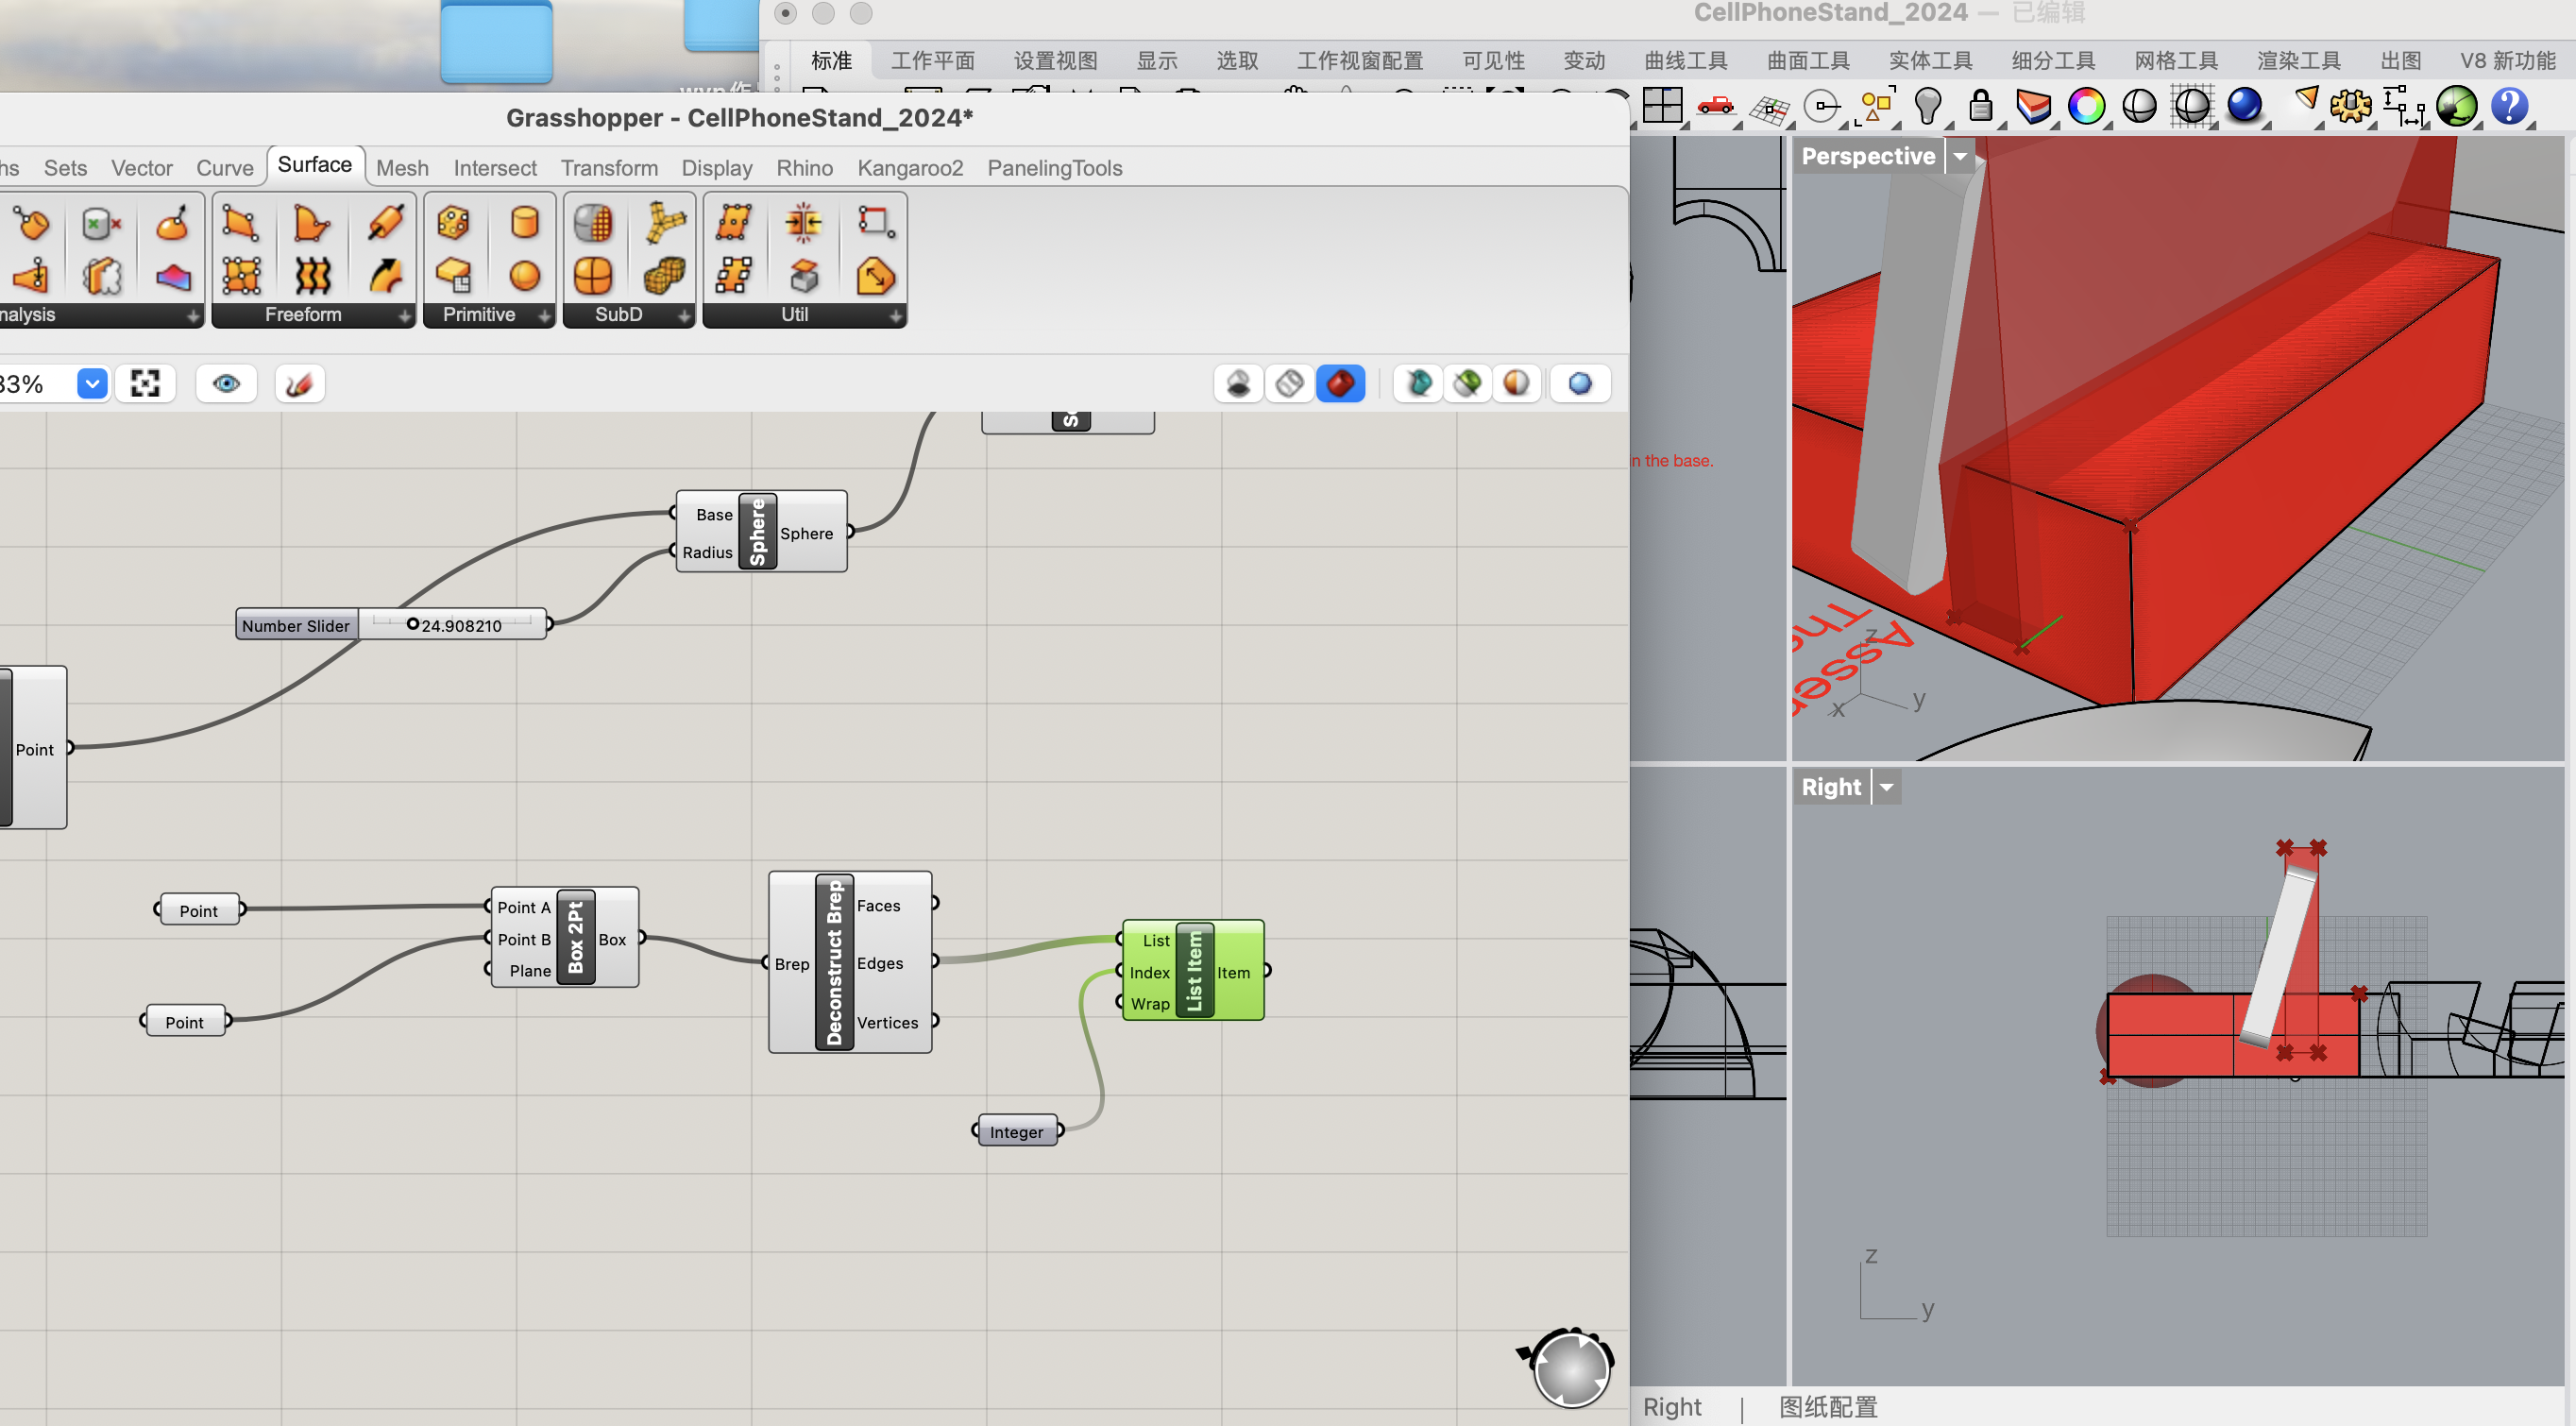 CellPhoneStand_2024 — 已编辑
标准 工作平面 设置视图 显示 选取 工作视窗配置 可见性 变动 曲线工具 曲面工具 实体工具 细分工具 网格工具 渲染工具 出图 V8 新功能
Grasshopper - CellPhoneStand_2024*
hs Sets Vector Curve Surface Mesh Intersect Transform Display Rhino Kangaroo2 PanelingTools
nalysis Freeform Primitive SubD Util
33%
Perspective
n the base.
Base
Radius
Sphere
Sphere
Number Slider 24.908210
Point
Point
Point
Point A
Point B
Plane
Box 2Pt
Box
Brep
Deconstruct Brep
Faces
Edges
Vertices
List
Index
Wrap
List Item
Item
Integer
Asser
The
z
y
x
Right
z
y
Right | 图纸配置